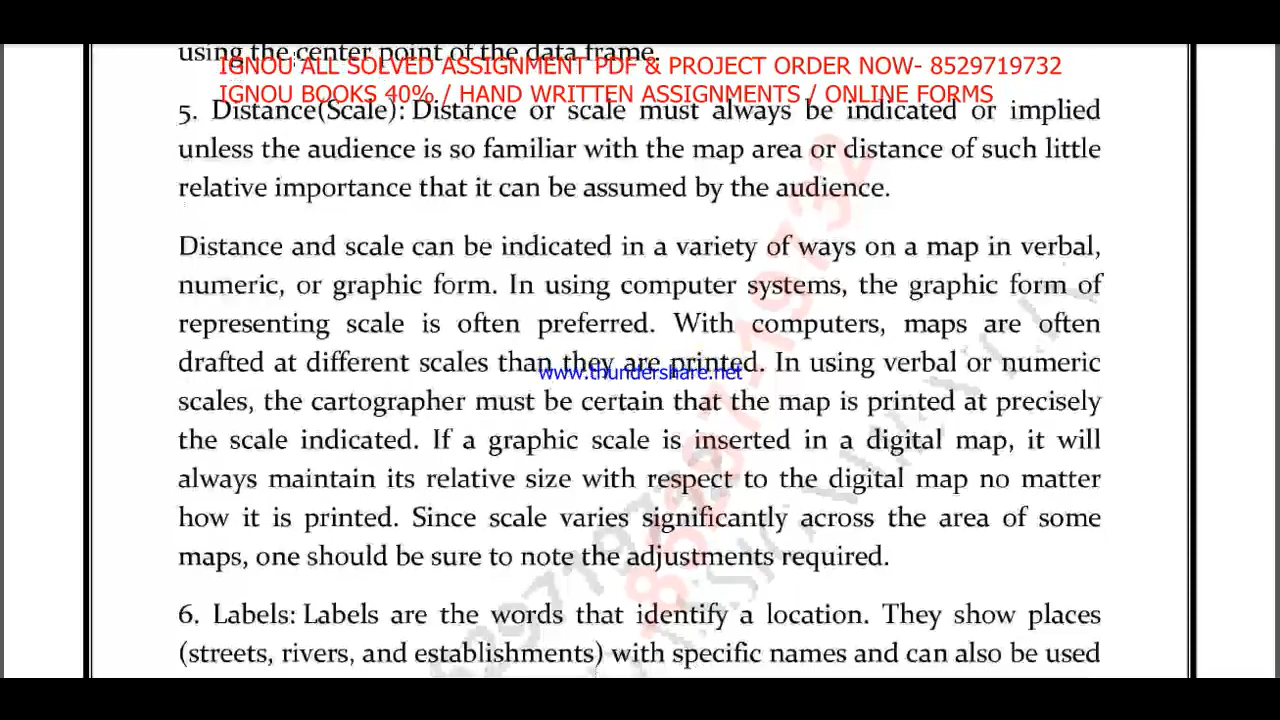 using the center point of the data frame.
IGNOU ALL SOLVED ASSIGNMENT PDF & PROJECT ORDER NOW- 8529719732
IGNOU BOOKS 40% / HAND WRITTEN ASSIGNMENTS / ONLINE FORMS
5. Distance(Scale): Distance or scale must always be indicated or implied
unless the audience is so familiar with the map area or distance of such little
relative importance that it can be assumed by the audience.
Distance and scale can be indicated in a variety of ways on a map in verbal,
numeric, or graphic form. In using computer systems, the graphic form of
representing scale is often preferred. With computers, maps are often
drafted at different scales than they are printed. In using verbal or numeric
www.thundershare.net
scales, the cartographer must be certain that the map is printed at precisely
the scale indicated. If a graphic scale is inserted in a digital map, it will
always maintain its relative size with respect to the digital map no matter
how it is printed. Since scale varies significantly across the area of some
maps, one should be sure to note the adjustments required.
6. Labels: Labels are the words that identify a location. They show places
(streets, rivers, and establishments) with specific names and can also be used